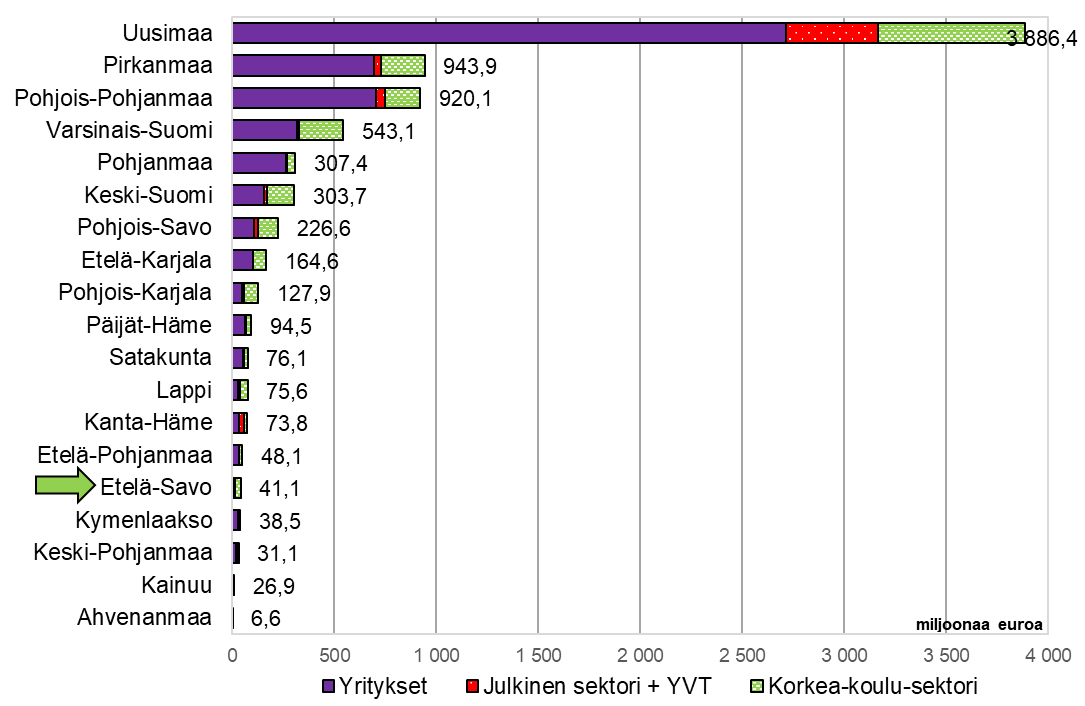 Uusimaa 3 886,4
Pirkanmaa 943,9
Pohjois-Pohjanmaa 920,1
Varsinais-Suomi 543,1
Pohjanmaa 307,4
Keski-Suomi 303,7
Pohjois-Savo 226,6
Etelä-Karjala 164,6
Pohjois-Karjala 127,9
Päijät-Häme 94,5
Satakunta 76,1
Lappi 75,6
Kanta-Häme 73,8
Etelä-Pohjanmaa 48,1
Etelä-Savo 41,1
Kymenlaakso 38,5
Keski-Pohjanmaa 31,1
Kainuu 26,9
Ahvenanmaa 6,6
miljoonaa euroa
0 500 1 000 1 500 2 000 2 500 3 000 3 500 4 000
Yritykset Julkinen sektori + YVT Korkea-koulu-sektori